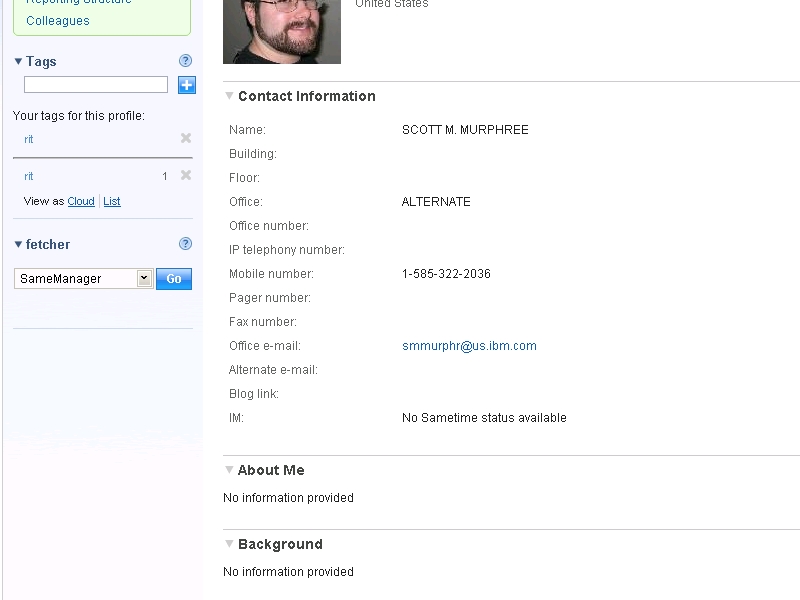 Reporting Structure
Colleagues
Tags
?
+
Your tags for this profile:
rit
rit 1
View as Cloud | List
fetcher
?
SameManager Go
United States
Contact Information
Name: SCOTT M. MURPHREE
Building:
Floor:
Office: ALTERNATE
Office number:
IP telephony number:
Mobile number: 1-585-322-2036
Pager number:
Fax number:
Office e-mail: smmurphr@us.ibm.com
Alternate e-mail:
Blog link:
IM: No Sametime status available
About Me
No information provided
Background
No information provided